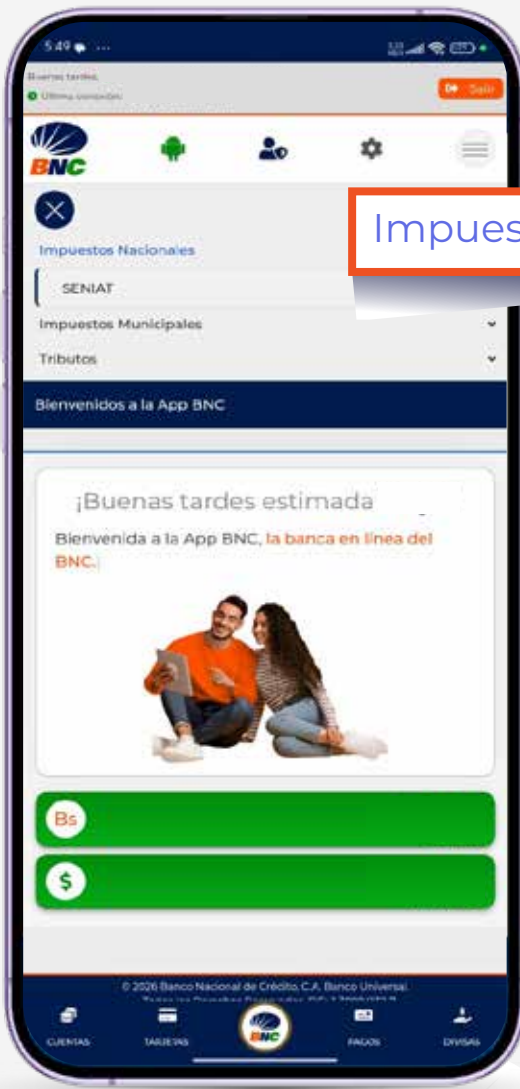 5:49
Buenas tardes,
Última conexión:
Salir
BNC
Impuestos Nacionales
Impues
SENIAT
Impuestos Municipales
Tributos
Bienvenidos a la App BNC
¡Buenas tardes estimada
Bienvenida a la App BNC, la banca en línea del
BNC.
Bs
$
© 2026 Banco Nacional de Crédito, C.A. Banco Universal.
CUENTAS
TARJETAS
BNC
PAGOS
DIVISAS